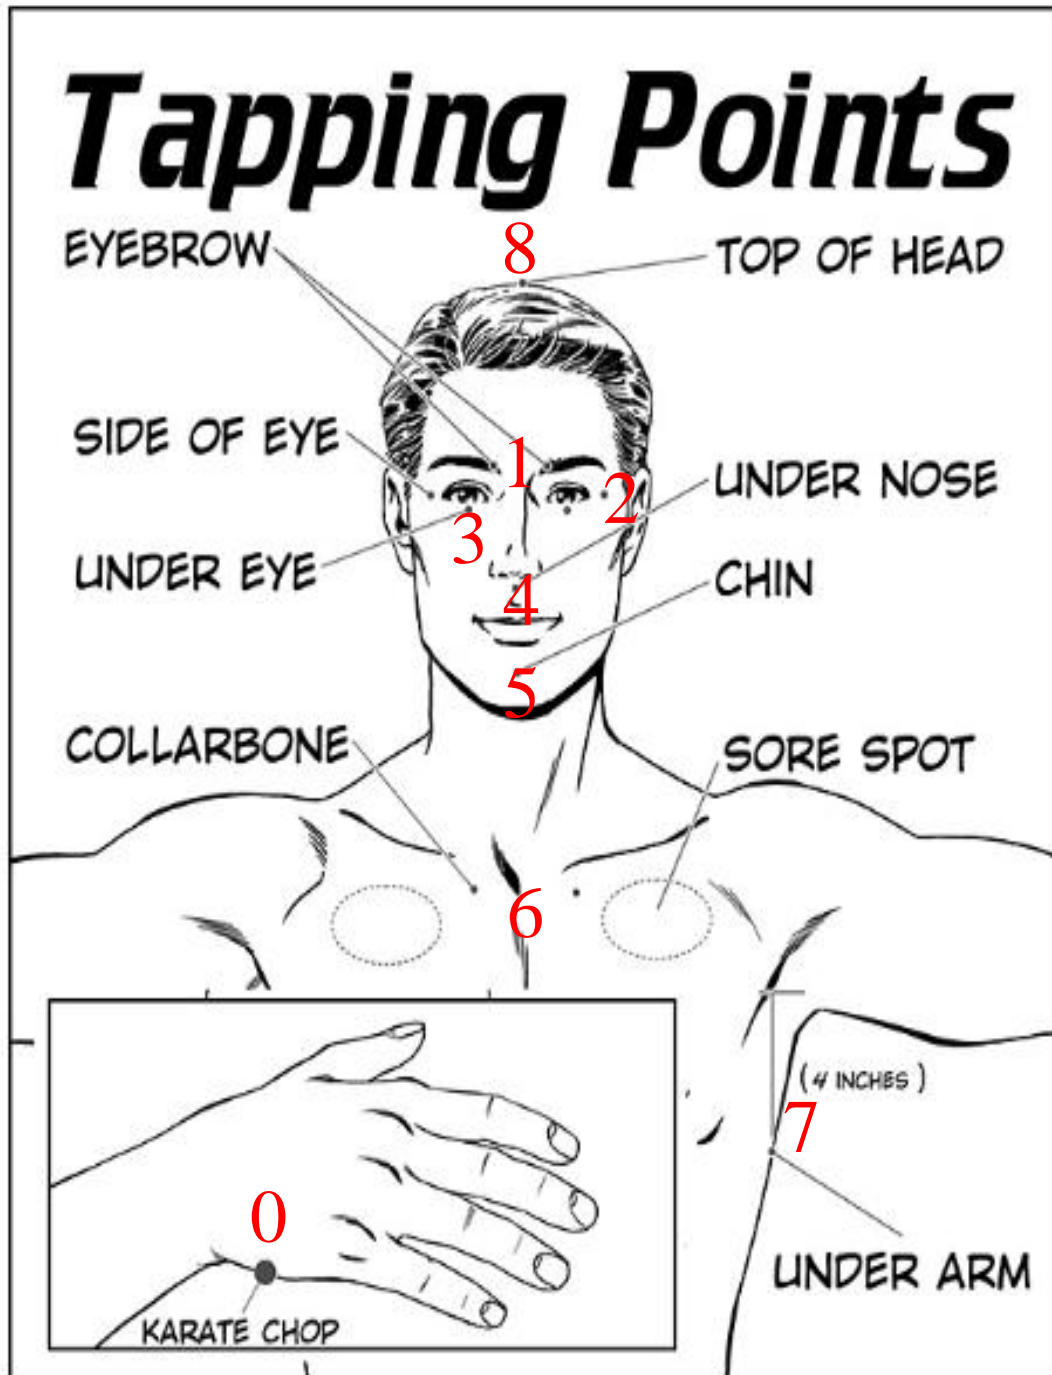 Tapping Points
EYEBROW
8
TOP OF HEAD
SIDE OF EYE
1
2
UNDER NOSE
3
UNDER EYE
4
CHIN
5
COLLARBONE
SORE SPOT
6
(4 INCHES)
7
0
UNDER ARM
KARATE CHOP